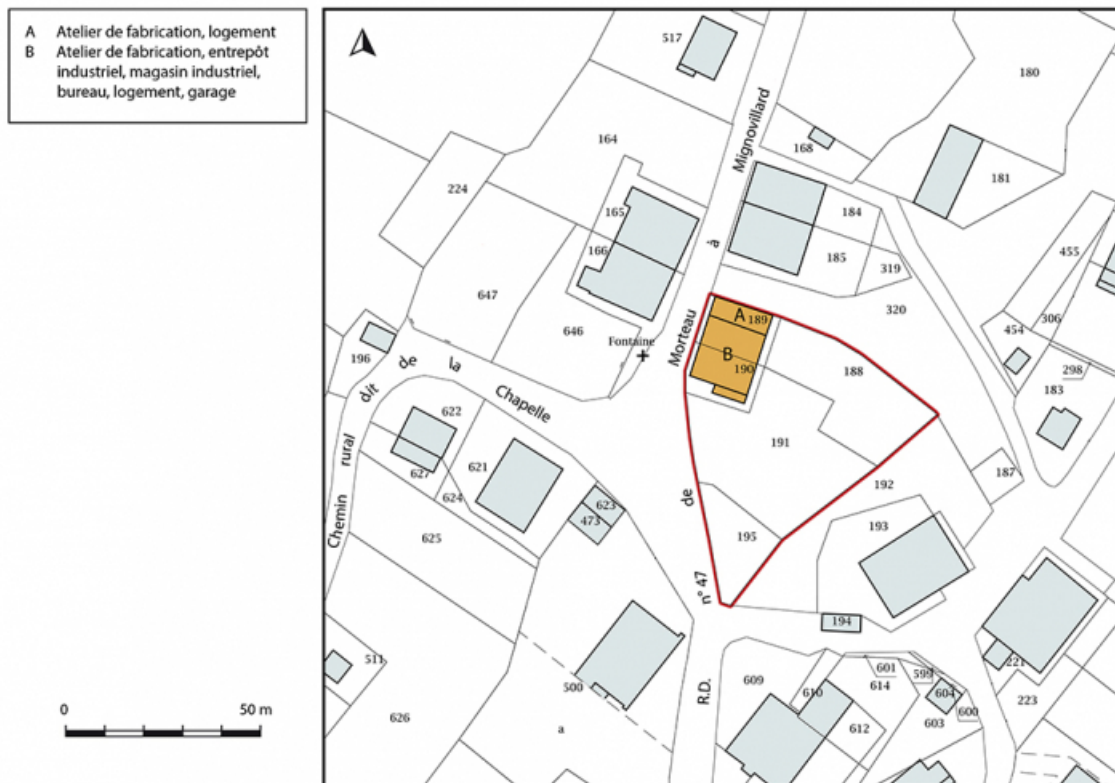 A Atelier de fabrication, logement
B Atelier de fabrication, entrepôt
industriel, magasin industriel,
bureau, logement, garage
517
180
Mignovillard
168
164
181
224
165
184
à
455
166
185
319
647
320
306
A 189
454
646
Morteau
Fontaine
B
190
188
298
196
de
la
183
dit
Chapelle
622
191
621
187
627
192
624
de
623
rural
473
193
195
625
Chemin
n° 47
194
511
221
601
599
609
614
604
500
610
R.D.
223
600
626
612
603
a
0 50 m